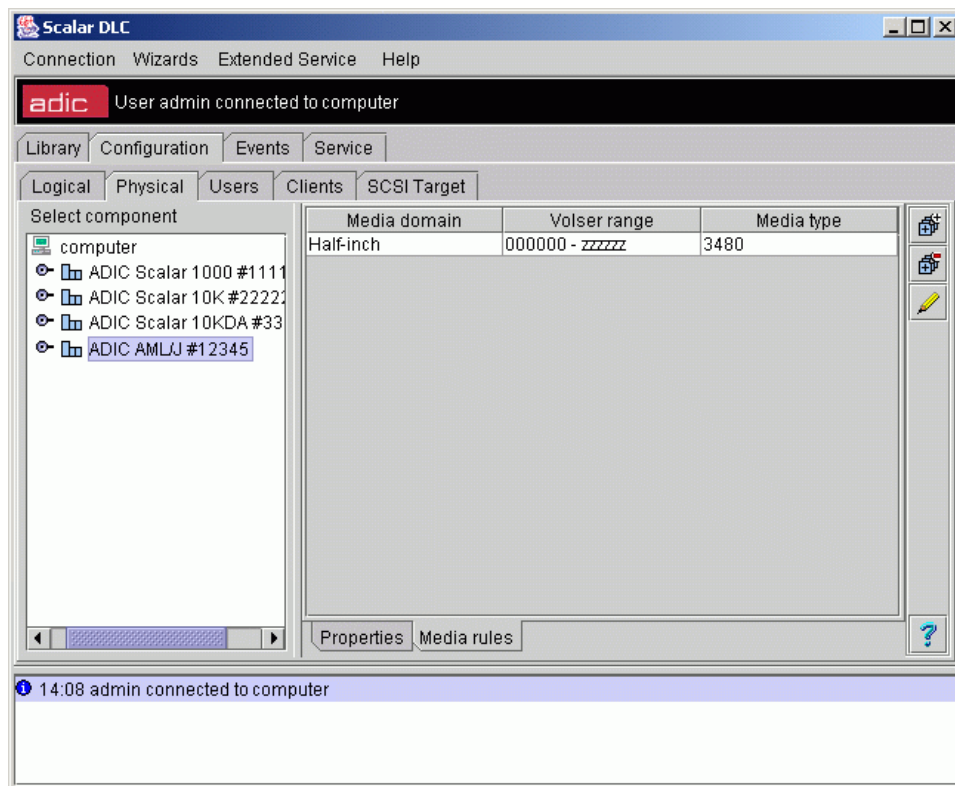 Scalar DLC
Connection Wizards Extended Service Help
adic User admin connected to computer
Library Configuration Events Service
Logical Physical Users Clients SCSI Target
Select component
computer
ADIC Scalar 1000 #1111
ADIC Scalar 10K #22222
ADIC Scalar 10KDA #33
ADIC AML/J #12345
Media domain Volser range Media type
Half-inch 000000 - zzzzzz 3480
Properties Media rules
14:08 admin connected to computer